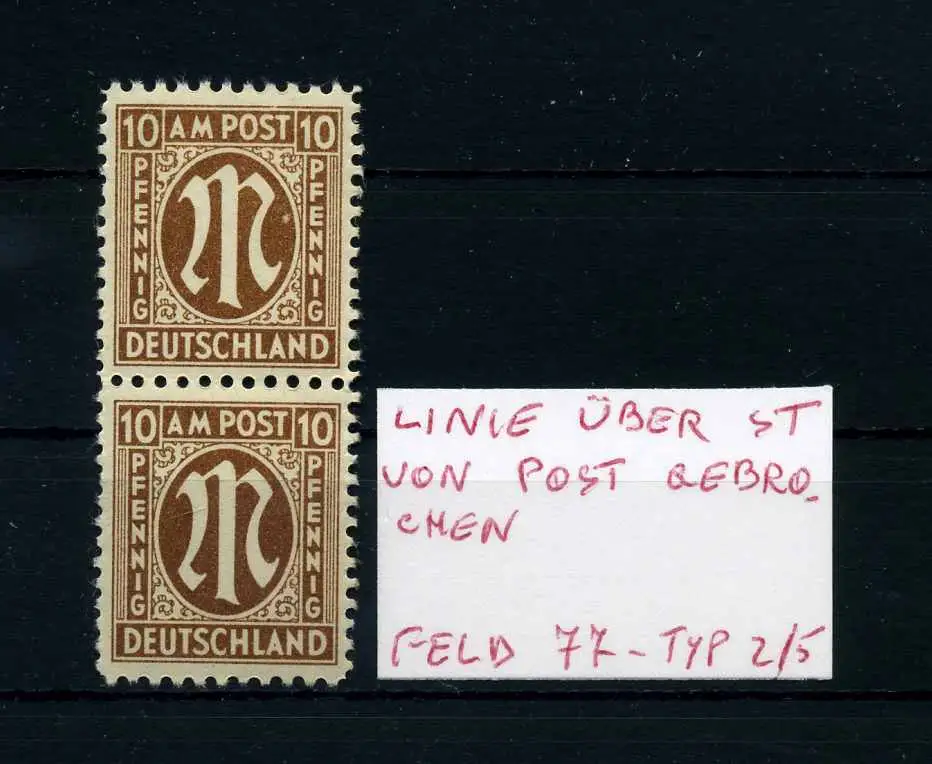 10 AM POST 10
PFENNIG
PFENNIG
DEUTSCHLAND
10 AM POST 10
PFENNIG
PFENNIG
DEUTSCHLAND
LINIE ÜBER ST
VON POST GEBRO-
CHEN
FELD 77 - TYP 2/5